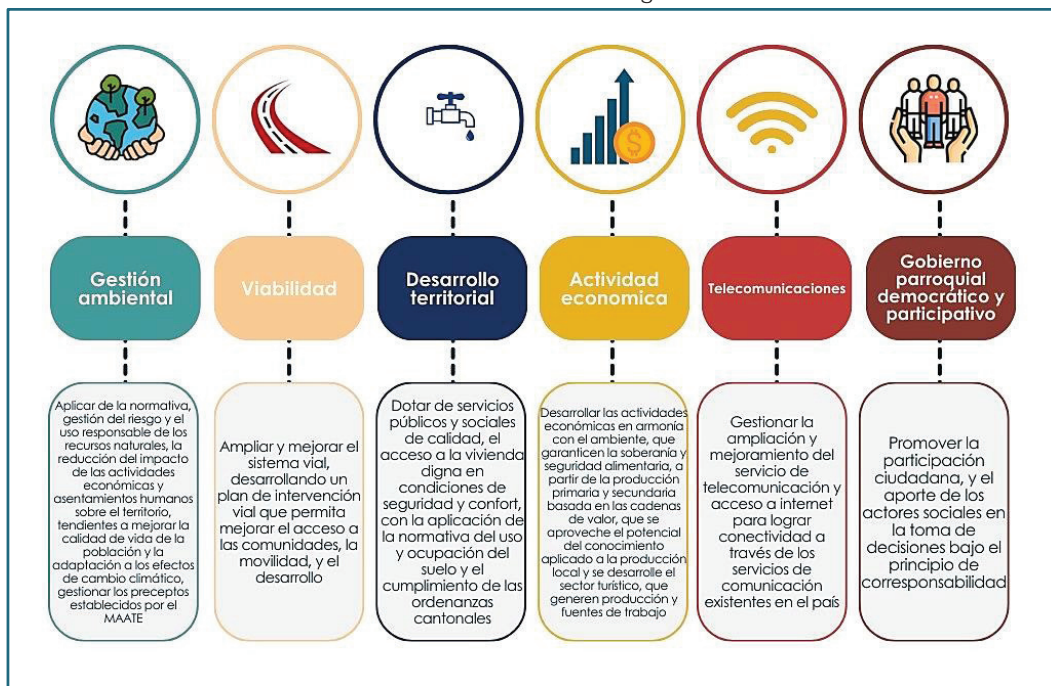 Gestión
ambiental
Viabilidad
Desarrollo
territorial
Actividad
economica
Telecomunicaciones
Gobierno
parroquial
democrático y
participativo
Aplicar de la normativa,
gestión del riesgo y el
uso responsable de los
recursos naturales, la
reducción del impacto
de las actividades
económicas y
asentamientos humanos
sobre el territorio,
tendientes a mejorar la
calidad de vida de la
población y la
adaptación a los efectos
de cambio climático,
gestionar los preceptos
establecidos por el
MAATE
Ampliar y mejorar el
sistema vial,
desarrollando un
plan de intervención
vial que permita
mejorar el acceso a
las comunidades, la
movilidad, y el
desarrollo
Dotar de servicios
públicos y sociales
de calidad, el
acceso a la vivienda
digna en
condiciones de
seguridad y confort,
con la aplicación de
la normativa del uso
y ocupación del
suelo y el
cumplimiento de las
ordenanzas
cantonales
Desarrollar las actividades
económicas en armonía
con el ambiente, que
garanticen la soberanía y
seguridad alimentaria, a
partir de la producción
primaria y secundaria
basada en las cadenas
de valor, que se
aproveche el potencial
del conocimiento
aplicado a la producción
local y se desarrolle el
sector turístico, que
generen producción y
fuentes de trabajo
Gestionar la
ampliación y
mejoramiento del
servicio de
telecomunicación y
acceso a internet
para lograr
conectividad a
través de los
servicios de
comunicación
existentes en el país
Promover la
participación
ciudadana, y el
aporte de los
actores sociales en
la toma de
decisiones bajo el
principio de
corresponsabilidad